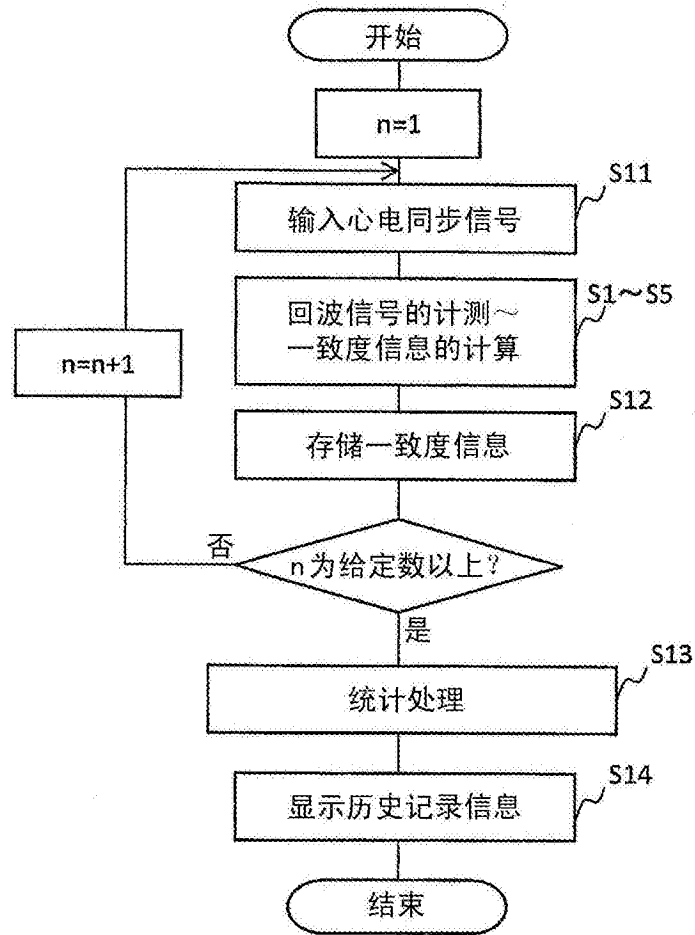 开始
n=1
S11
输入心电同步信号
S1～S5
回波信号的计测～
一致度信息的计算
n=n+1
S12
存储一致度信息
否
n为给定数以上?
是
S13
统计处理
S14
显示历史记录信息
结束